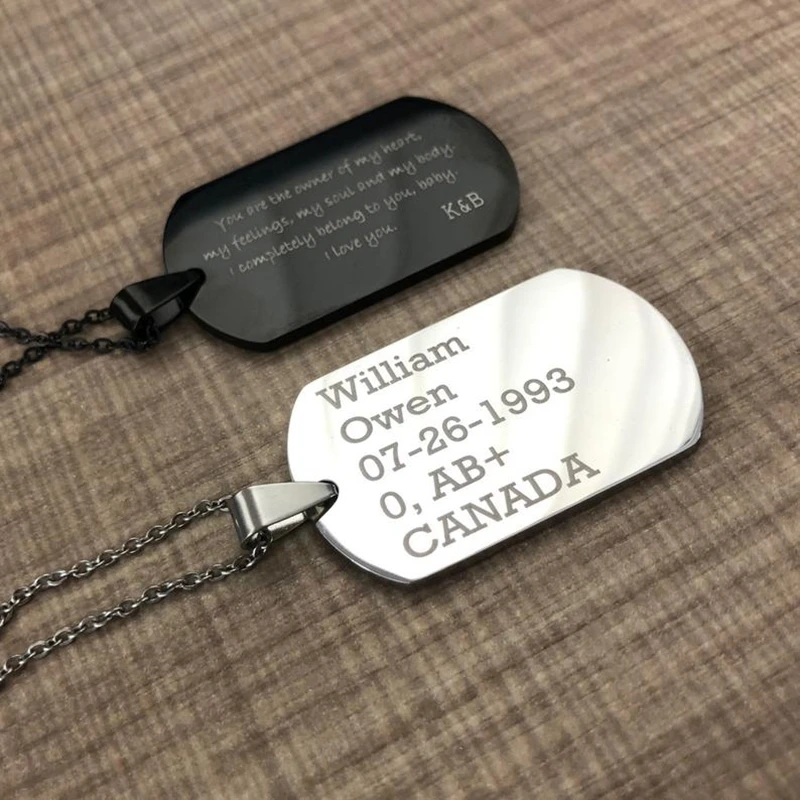 You are the owner of my heart,
my feelings, my soul and my body.
I completely belong to you, baby.
I love you.
K&B
William
Owen
07-26-1993
0, AB+
CANADA